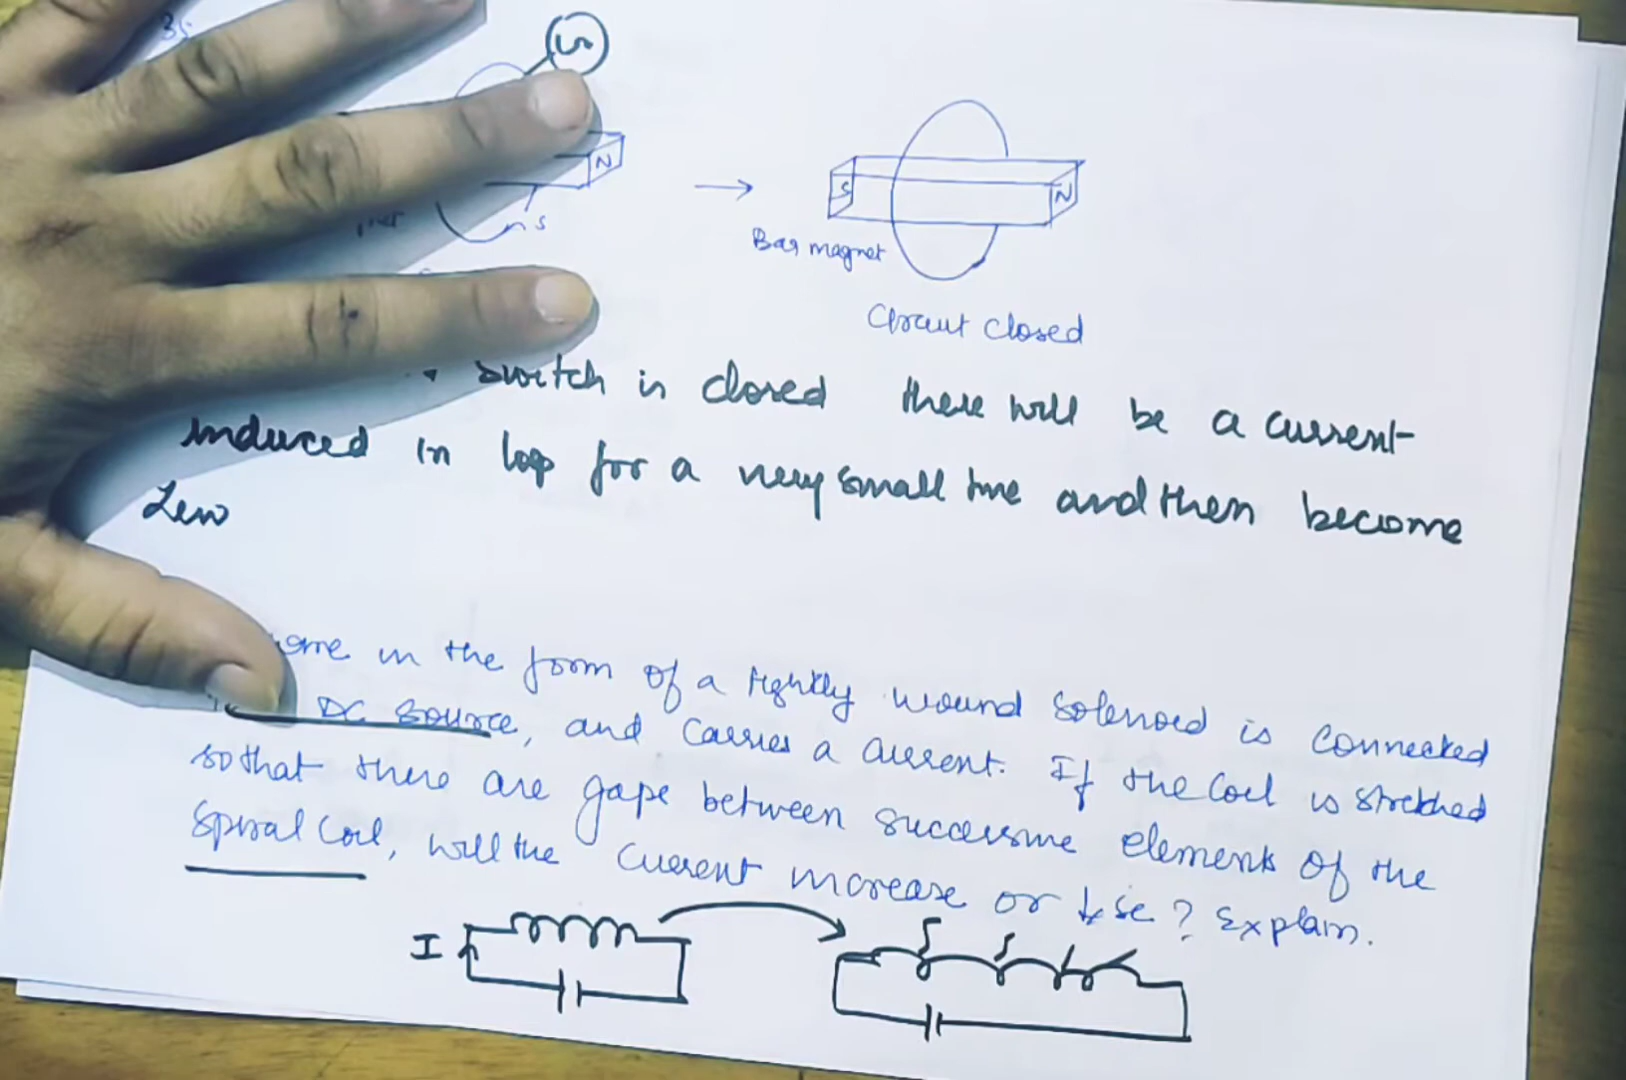 35
N
S
S
N
Bar magnet
Circuit closed
switch is closed there will be a current
induced in loop for a very small time and then become
Zero
in the form of a tightly wound solenoid is connected
DC source, and carries a current. If the coil is stretched
so that there are gaps between successive elements of the
spiral coil, will the current increase or ↓se? Explain.
I